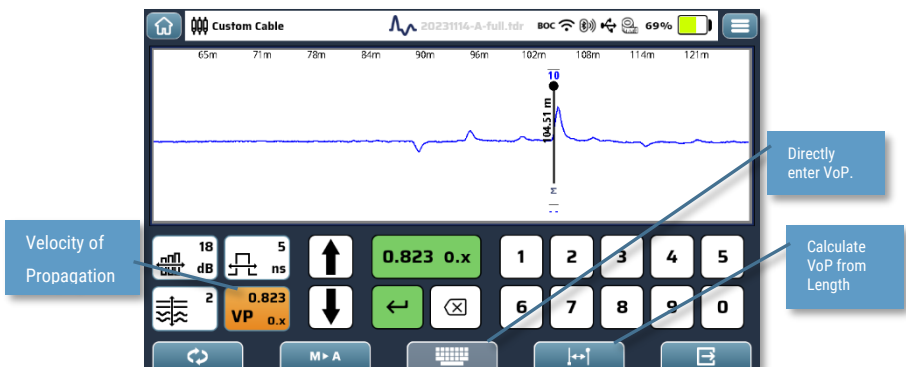 Custom Cable 20231114-A-full.tdr BOC 69%
65m 71m 78m 84m 90m 96m 102m 108m 114m 121m
10
104.51 m
Σ
--
Directly
enter VoP.
Velocity of
Propagation
Calculate
VoP from
Length
18
dB
5
ns
0.823 0.x
1 2 3 4 5
2
0.823
VP 0.x
6 7 8 9 0
M▸A